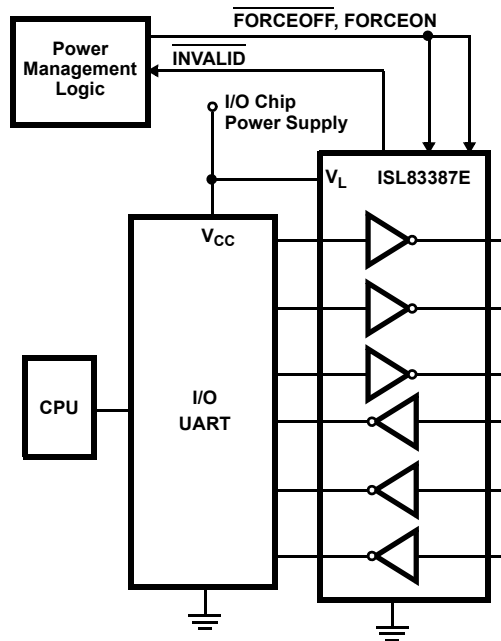 FORCEOFF, FORCEON
Power
Management
Logic
INVALID
I/O Chip
Power Supply
VL
ISL83387E
VCC
CPU
I/O
UART